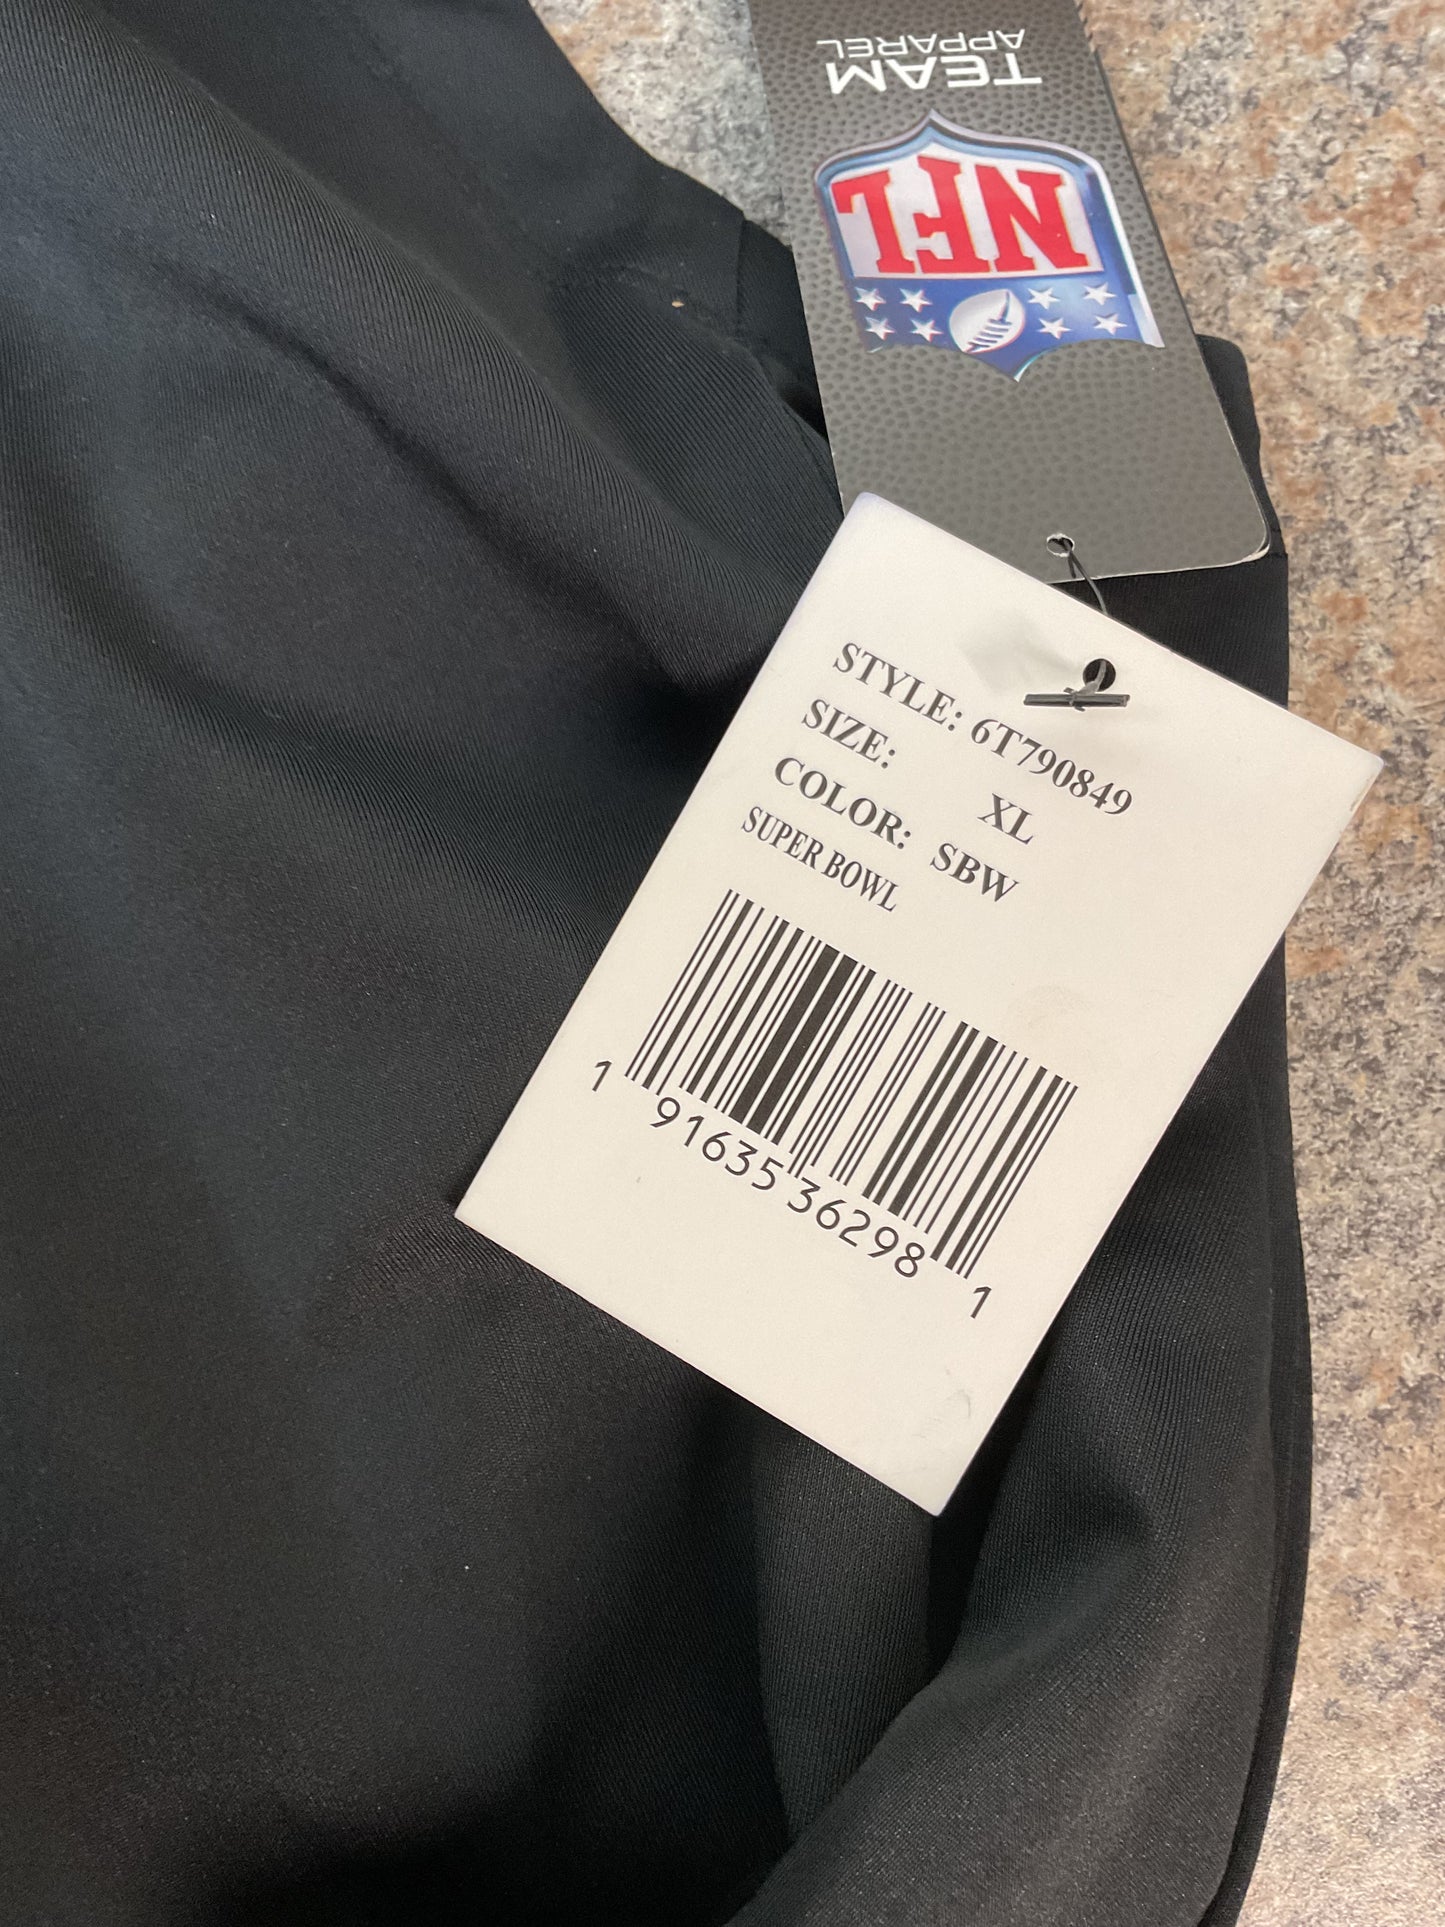 TEAM
APPAREL
NFL
STYLE: 6T790849
SIZE: XL
COLOR: SBW
SUPER BOWL
1 91635 36298 1